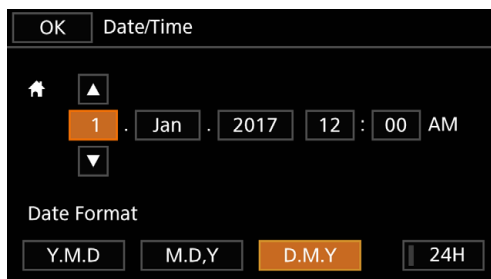 OK Date/Time
1 . Jan . 2017 12 : 00 AM
Date Format
Y.M.D M.D,Y D.M.Y 24H